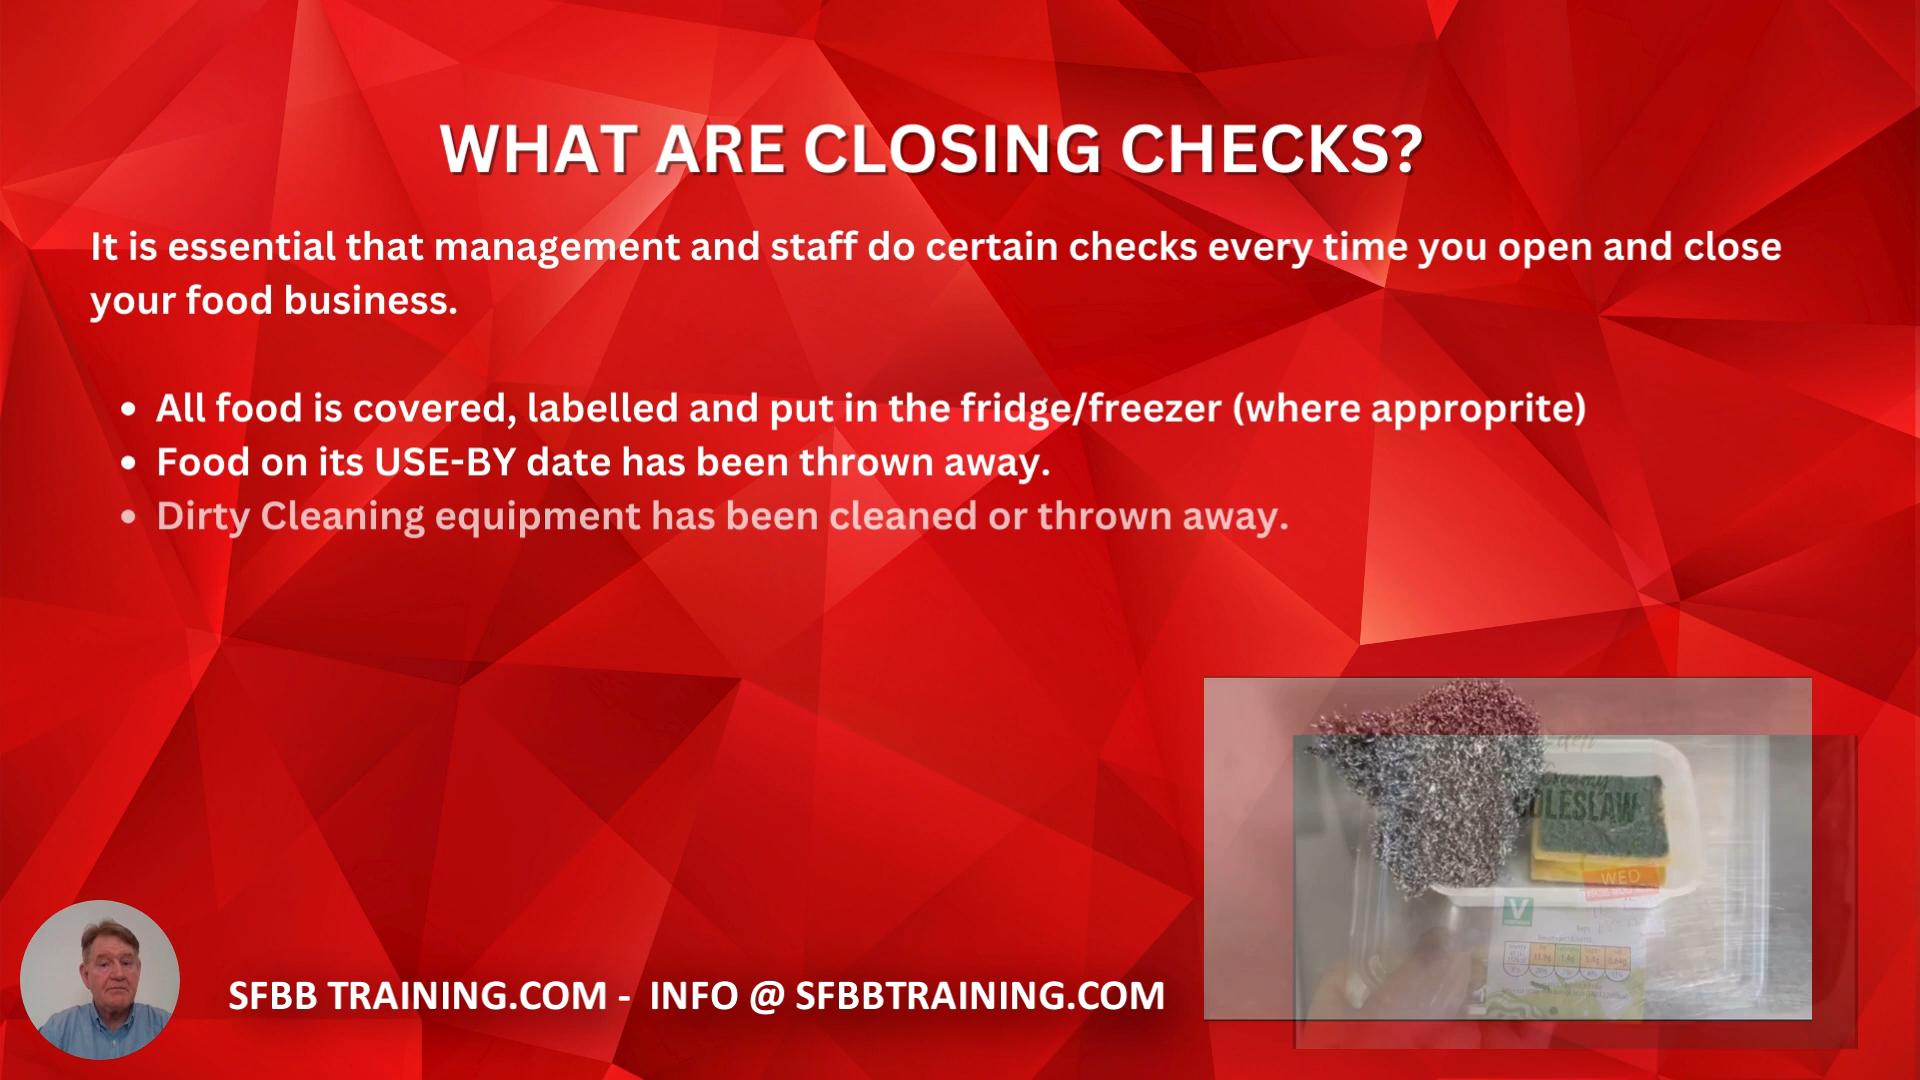 WHAT ARE CLOSING CHECKS?
It is essential that management and staff do certain checks every time you open and close
your food business.
• All food is covered, labelled and put in the fridge/freezer (where approprite)
• Food on its USE-BY date has been thrown away.
• Dirty Cleaning equipment has been cleaned or thrown away.
COLESLAW
WED
V
SFBB TRAINING.COM - INFO @ SFBBTRAINING.COM